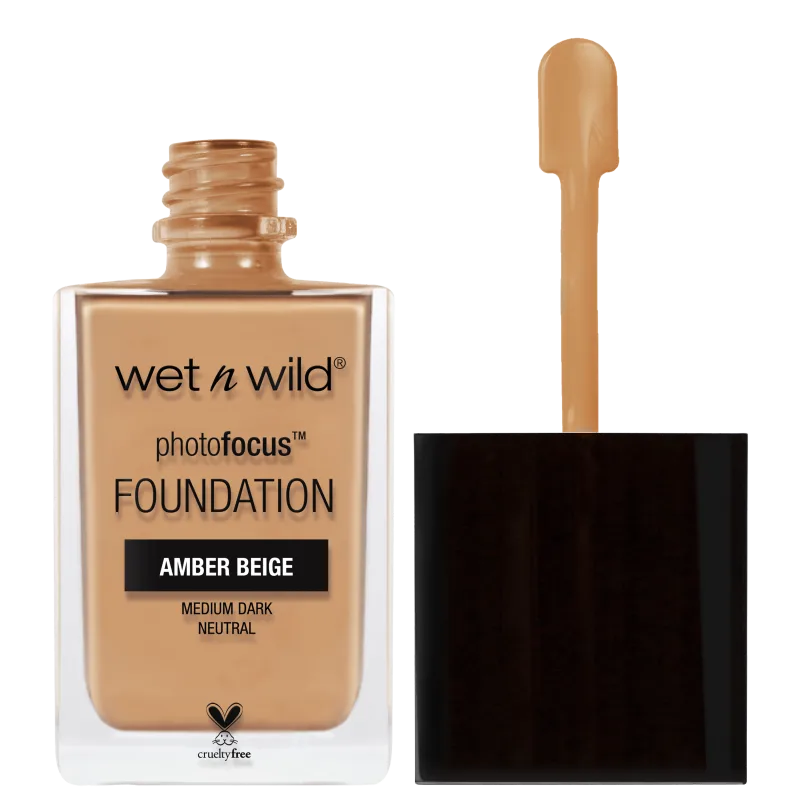 wet n wild®
photofocus™
FOUNDATION
AMBER BEIGE
MEDIUM DARK
NEUTRAL
crueltyfree